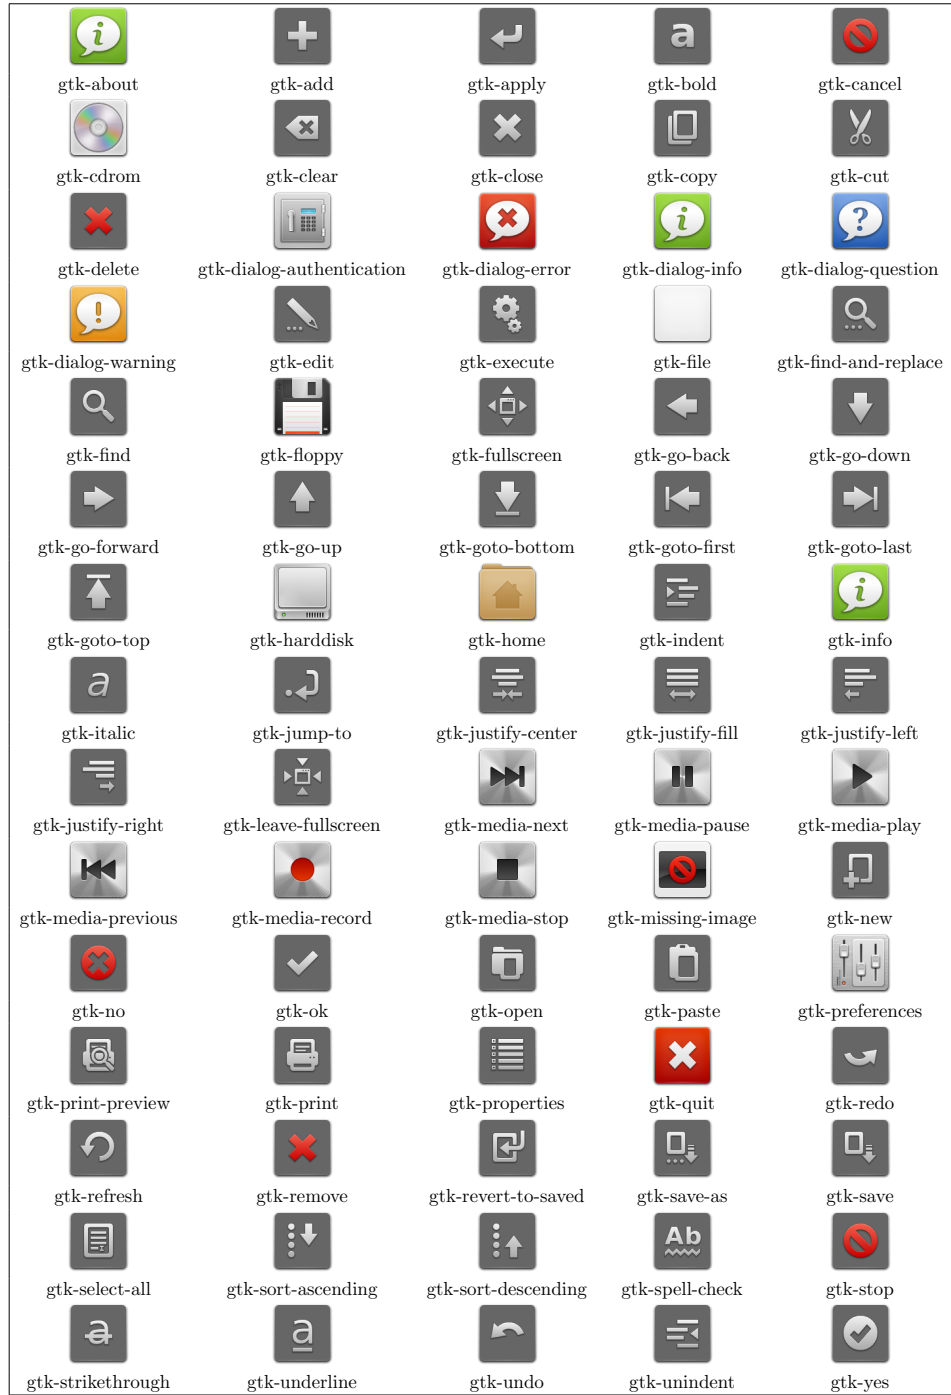 gtk-about gtk-add gtk-apply gtk-bold gtk-cancel
gtk-cdrom gtk-clear gtk-close gtk-copy gtk-cut
gtk-delete gtk-dialog-authentication gtk-dialog-error gtk-dialog-info gtk-dialog-question
gtk-dialog-warning gtk-edit gtk-execute gtk-file gtk-find-and-replace
gtk-find gtk-floppy gtk-fullscreen gtk-go-back gtk-go-down
gtk-go-forward gtk-go-up gtk-goto-bottom gtk-goto-first gtk-goto-last
gtk-goto-top gtk-harddisk gtk-home gtk-indent gtk-info
gtk-italic gtk-jump-to gtk-justify-center gtk-justify-fill gtk-justify-left
gtk-justify-right gtk-leave-fullscreen gtk-media-next gtk-media-pause gtk-media-play
gtk-media-previous gtk-media-record gtk-media-stop gtk-missing-image gtk-new
gtk-no gtk-ok gtk-open gtk-paste gtk-preferences
gtk-print-preview gtk-print gtk-properties gtk-quit gtk-redo
gtk-refresh gtk-remove gtk-revert-to-saved gtk-save-as gtk-save
Ab
gtk-select-all gtk-sort-ascending gtk-sort-descending gtk-spell-check gtk-stop
gtk-strikethrough gtk-underline gtk-undo gtk-unindent gtk-yes